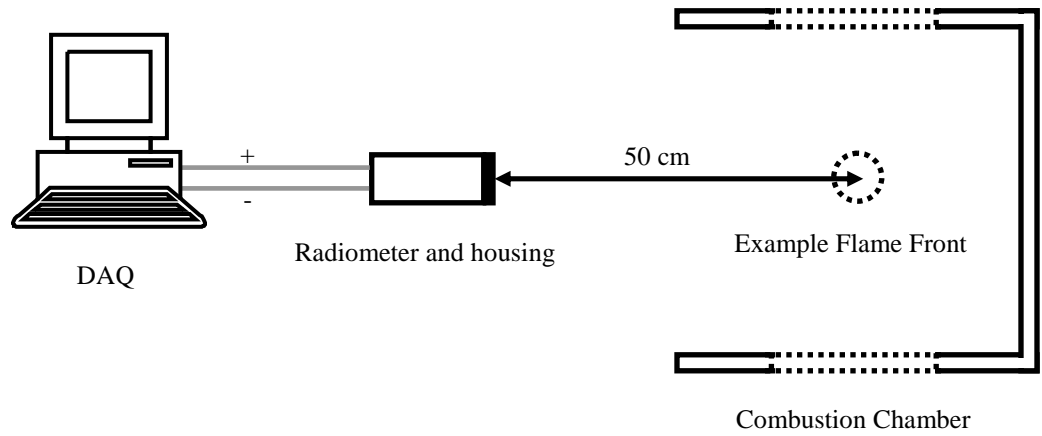 +
-
50 cm
Radiometer and housing
Example Flame Front
DAQ
Combustion Chamber